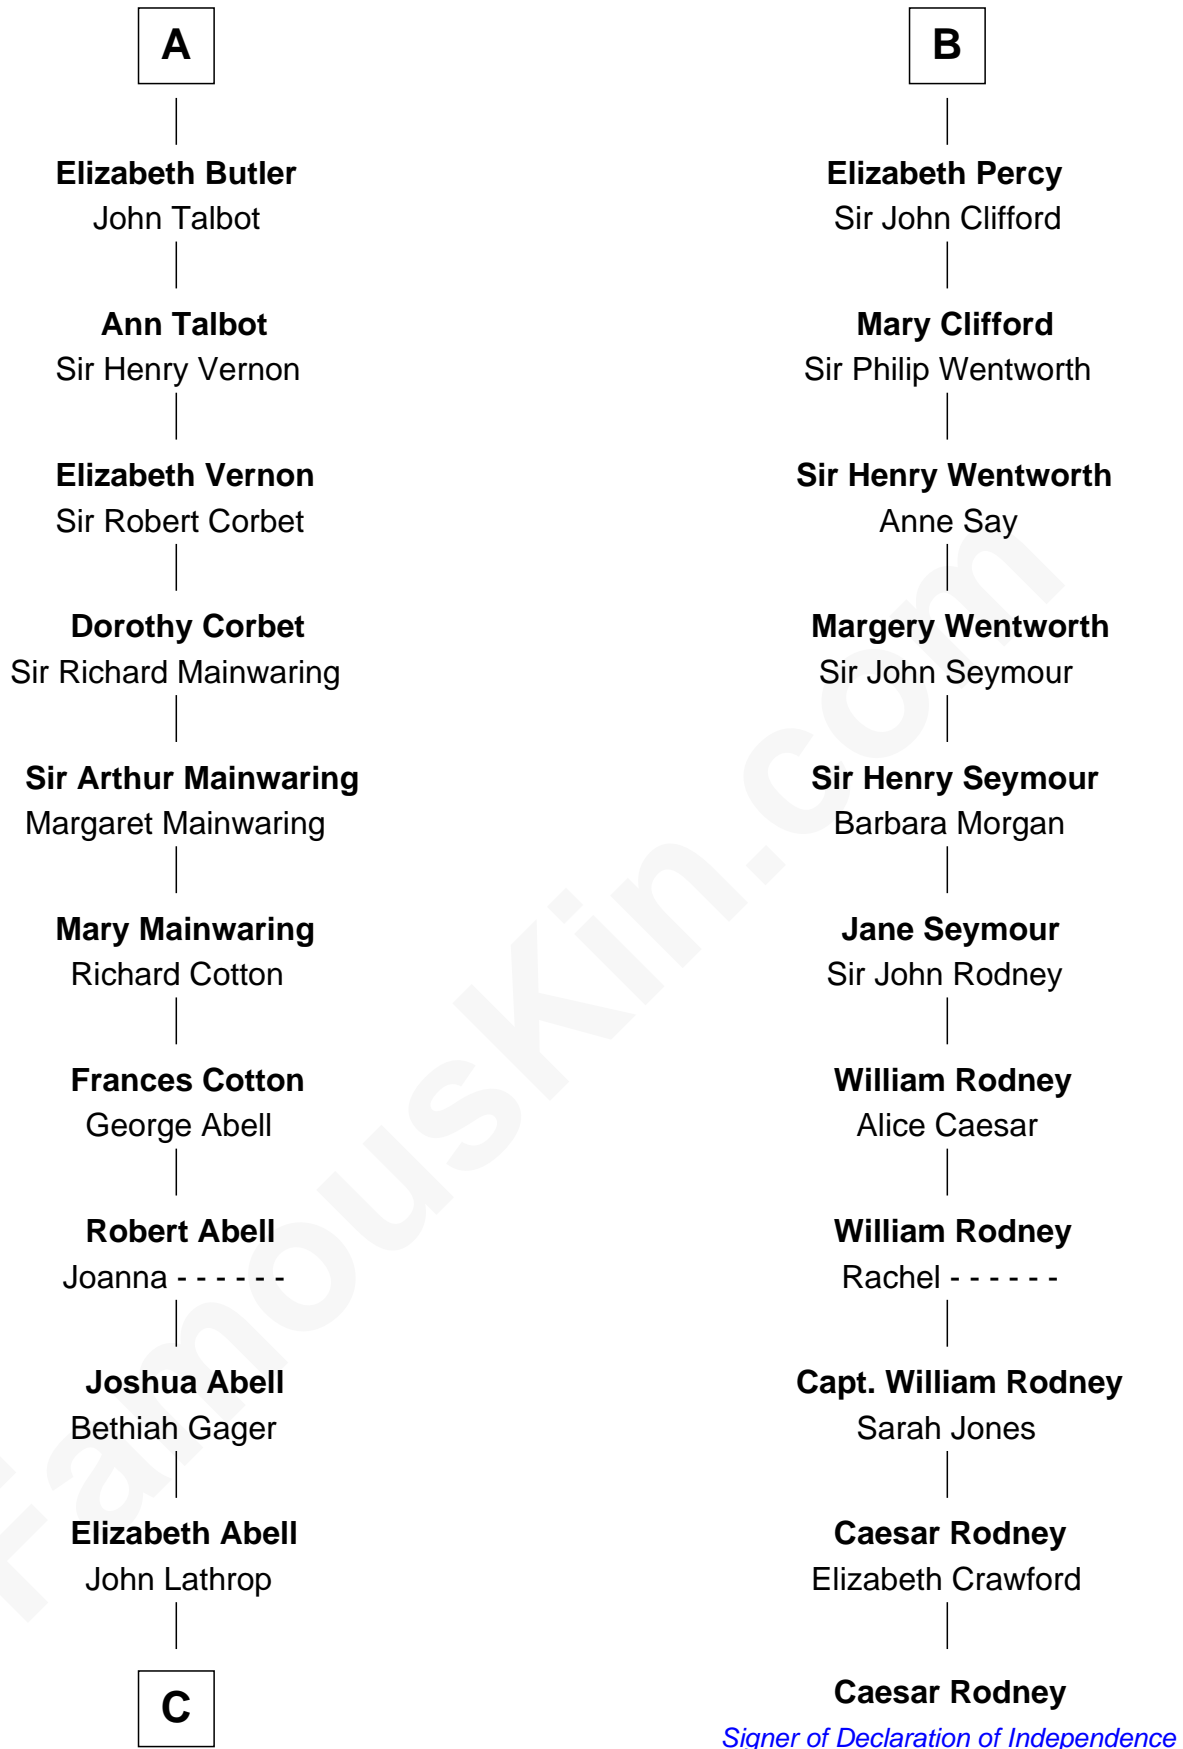 A
Elizabeth Butler
John Talbot
Ann Talbot
Sir Henry Vernon
Elizabeth Vernon
Sir Robert Corbet
Dorothy Corbet
Sir Richard Mainwaring
Sir Arthur Mainwaring
Margaret Mainwaring
Mary Mainwaring
Richard Cotton
Frances Cotton
George Abell
Robert Abell
Joanna - - - - - -
Joshua Abell
Bethiah Gager
Elizabeth Abell
John Lathrop
C
B
Elizabeth Percy
Sir John Clifford
Mary Clifford
Sir Philip Wentworth
Sir Henry Wentworth
Anne Say
Margery Wentworth
Sir John Seymour
Sir Henry Seymour
Barbara Morgan
Jane Seymour
Sir John Rodney
William Rodney
Alice Caesar
William Rodney
Rachel - - - - - -
Capt. William Rodney
Sarah Jones
Caesar Rodney
Elizabeth Crawford
Caesar Rodney
Signer of Declaration of Independence
FamousKin.com